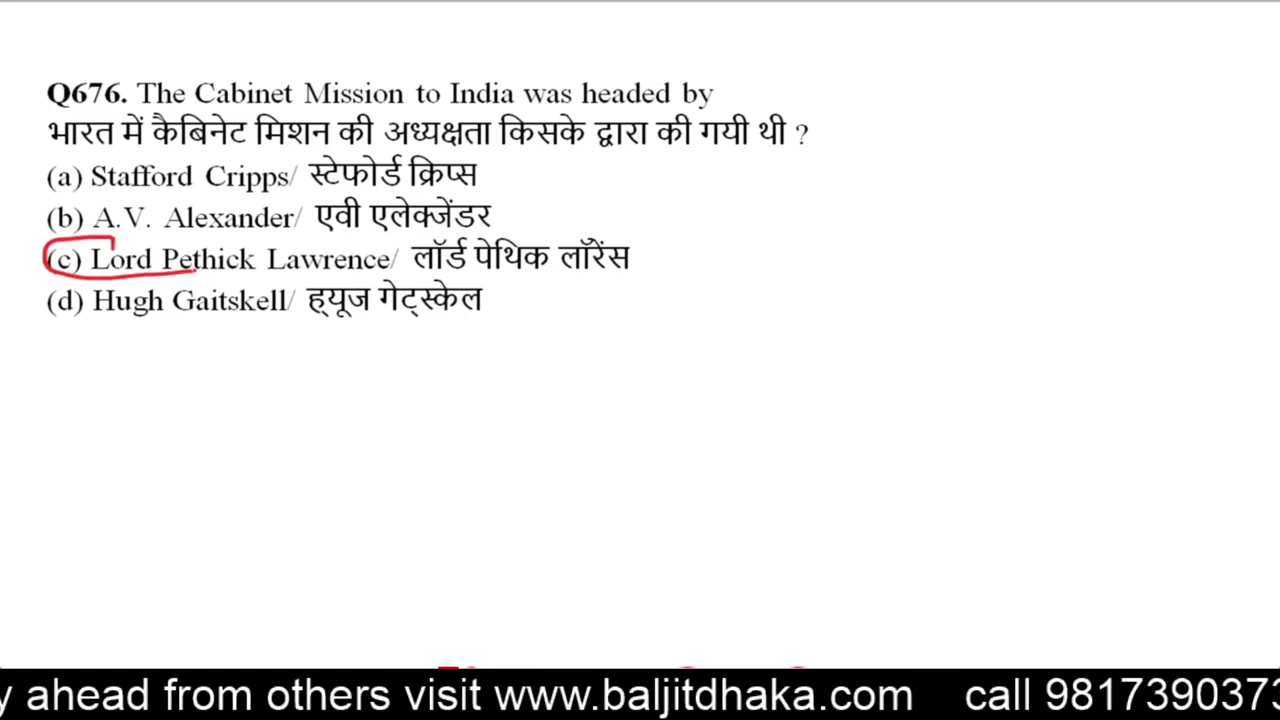 Q676. The Cabinet Mission to India was headed by
भारत में कैबिनेट मिशन की अध्यक्षता किसके द्वारा की गयी थी ?
(a) Stafford Cripps/ स्टेफोर्ड क्रिप्स
(b) A.V. Alexander/ एवी एलेक्जेंडर
(c) Lord Pethick Lawrence/ लॉर्ड पेथिक लॉरेंस
(d) Hugh Gaitskell/ ह्यूज गेट्स्केल
y ahead from others visit www.baljitdhaka.com call 981739037